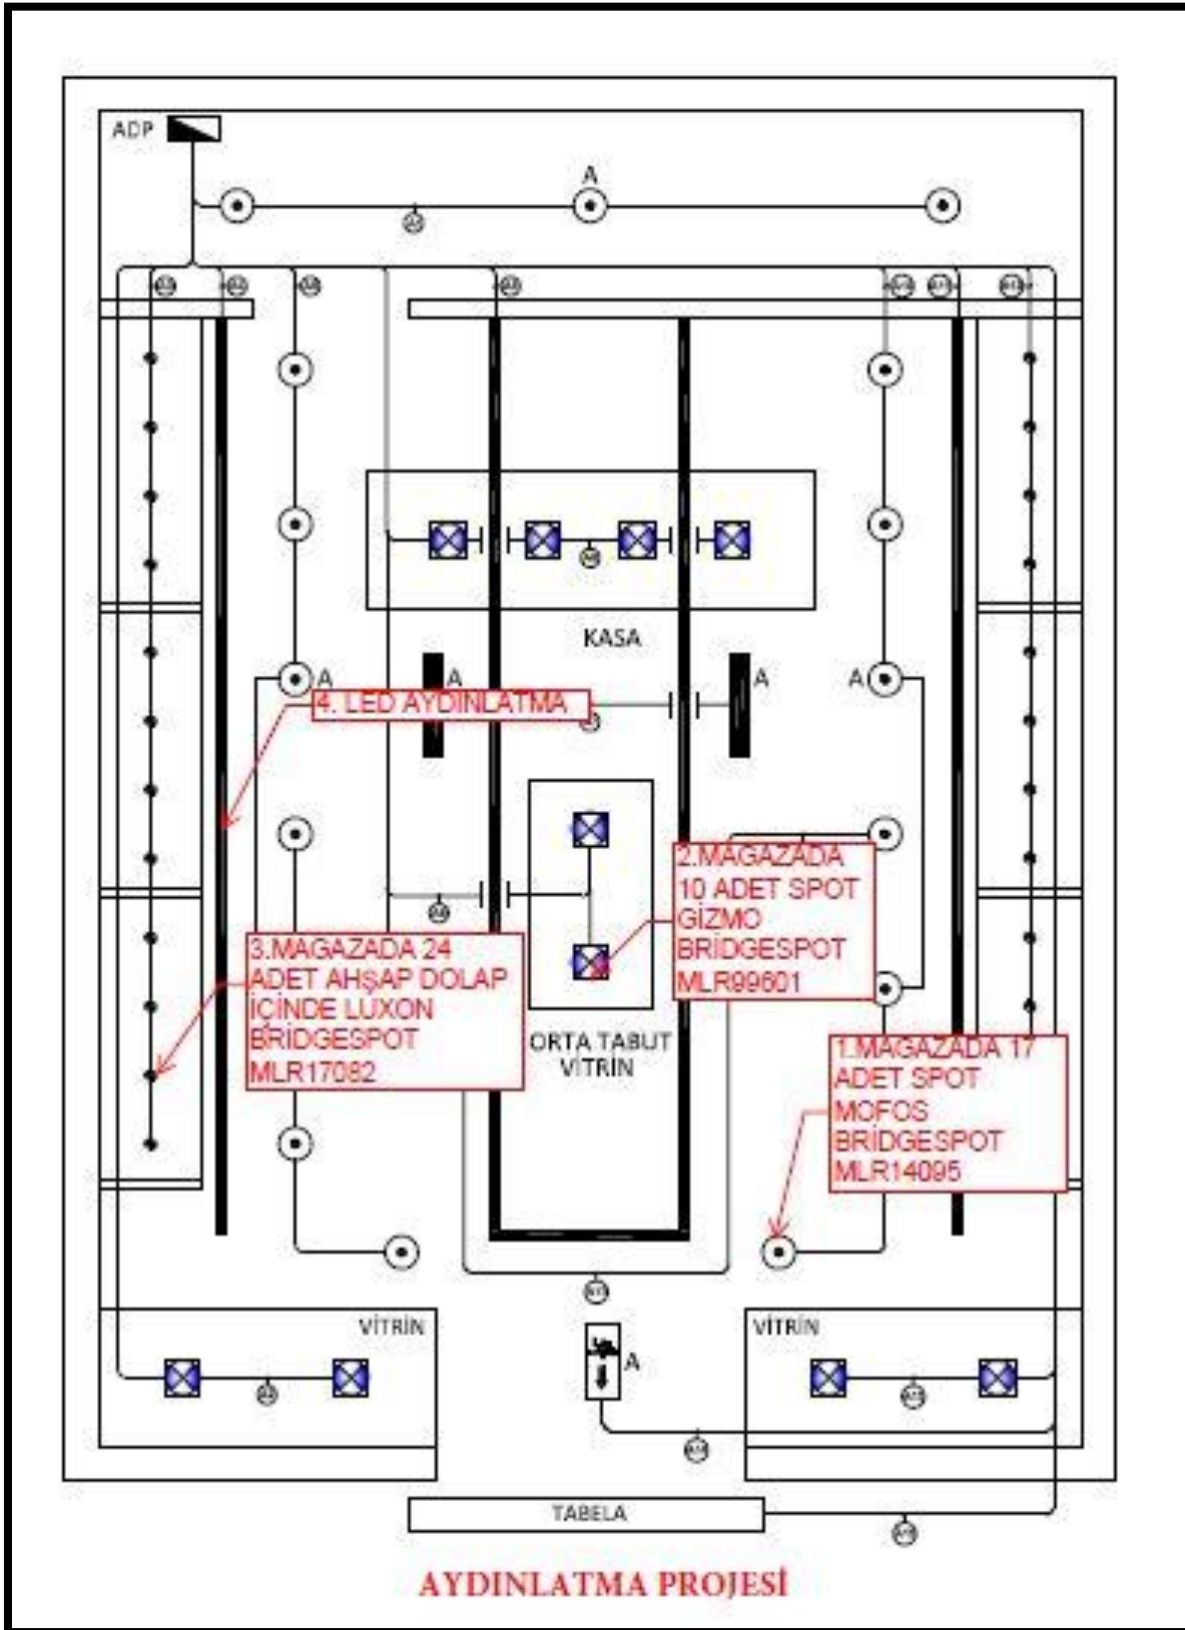 ADP
A
KASA
A
A
A
A
4. LED AYDINLATMA
2.MAGAZADA
10 ADET SPOT
GİZMO
BRİDGESPOT
MLR99601
3.MAGAZADA 24
ADET AHŞAP DOLAP
İÇİNDE LUXON
BRİDGESPOT
MLR17082
ORTA TABUT
VİTRİN
1.MAGAZADA 17
ADET SPOT
MOFOS
BRİDGESPOT
MLR14095
VİTRİN
VİTRİN
A
TABELA
AYDINLATMA PROJESİ